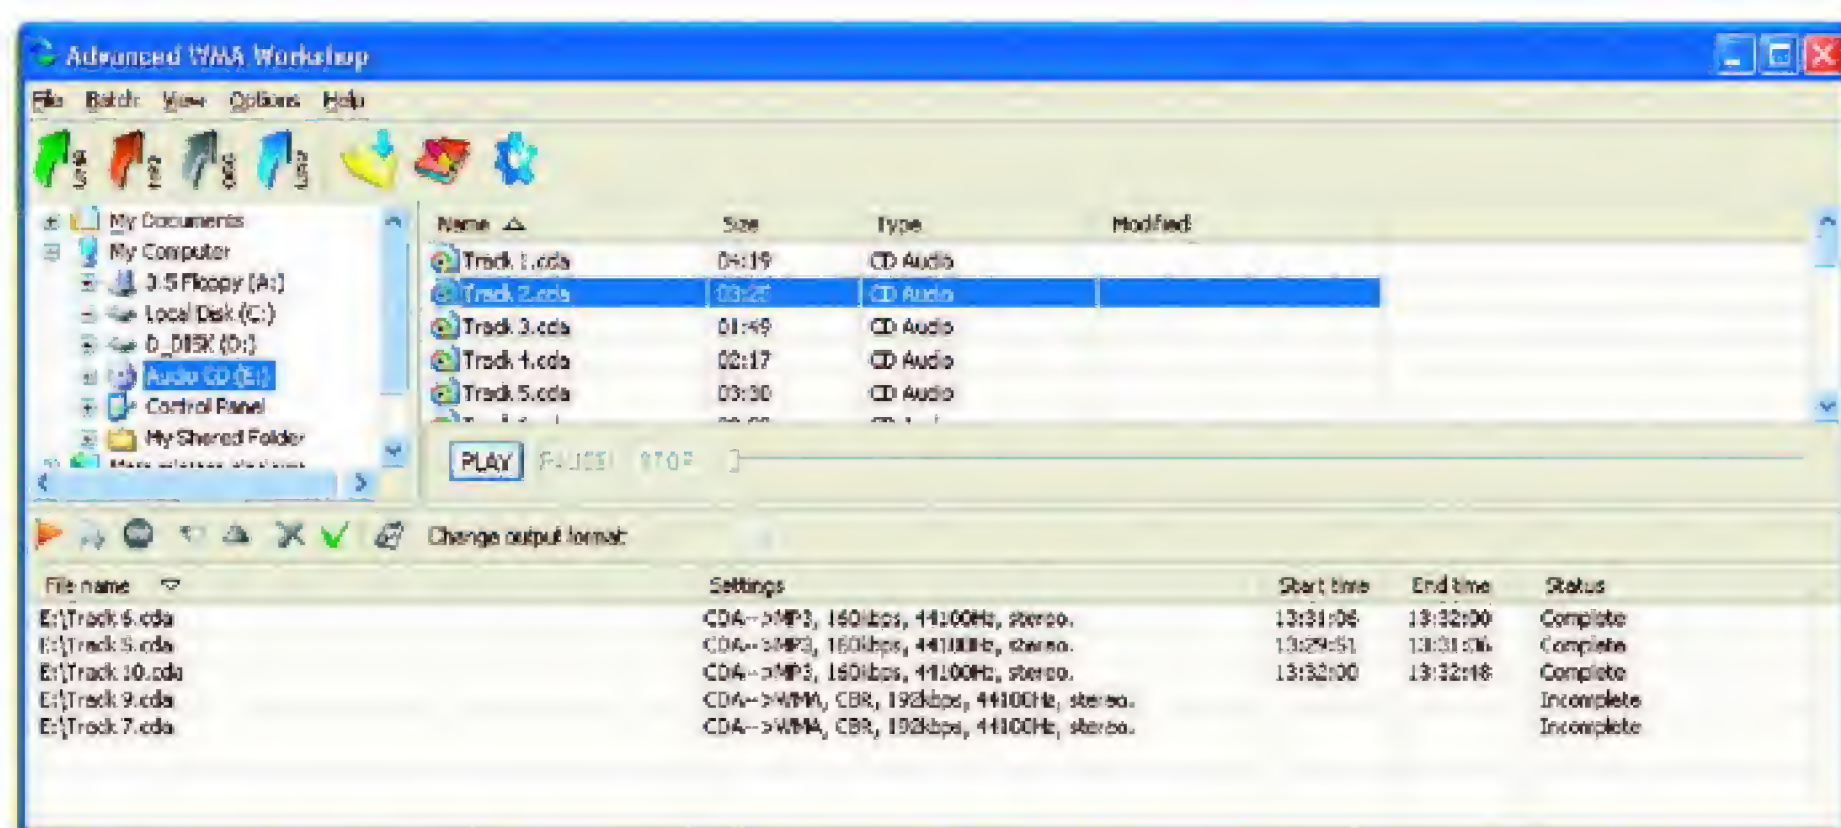 Advanced WMA Workshop
File Batch View Options Help
WMA MP3 OGG WAV
My Documents
My Computer
3.5 Floppy (A:)
Local Disk (C:)
D_DISK (D:)
Audio CD (E:)
Control Panel
My Shared Folder
Name Size Type Modified
Track 1.cda 04:19 CD Audio
Track 2.cda 03:25 CD Audio
Track 3.cda 01:49 CD Audio
Track 4.cda 02:17 CD Audio
Track 5.cda 03:30 CD Audio
PLAY PAUSE STOP
Change output format:
File name Settings Start time End time Status
E:\Track 6.cda CDA-->MP3, 160kbps, 44100Hz, stereo. 13:31:06 13:32:00 Complete
E:\Track 5.cda CDA-->MP3, 160kbps, 44100Hz, stereo. 13:29:51 13:31:06 Complete
E:\Track 10.cda CDA-->MP3, 160kbps, 44100Hz, stereo. 13:32:00 13:32:48 Complete
E:\Track 9.cda CDA-->WMA, CBR, 192kbps, 44100Hz, stereo. Incomplete
E:\Track 7.cda CDA-->WMA, CBR, 192kbps, 44100Hz, stereo. Incomplete